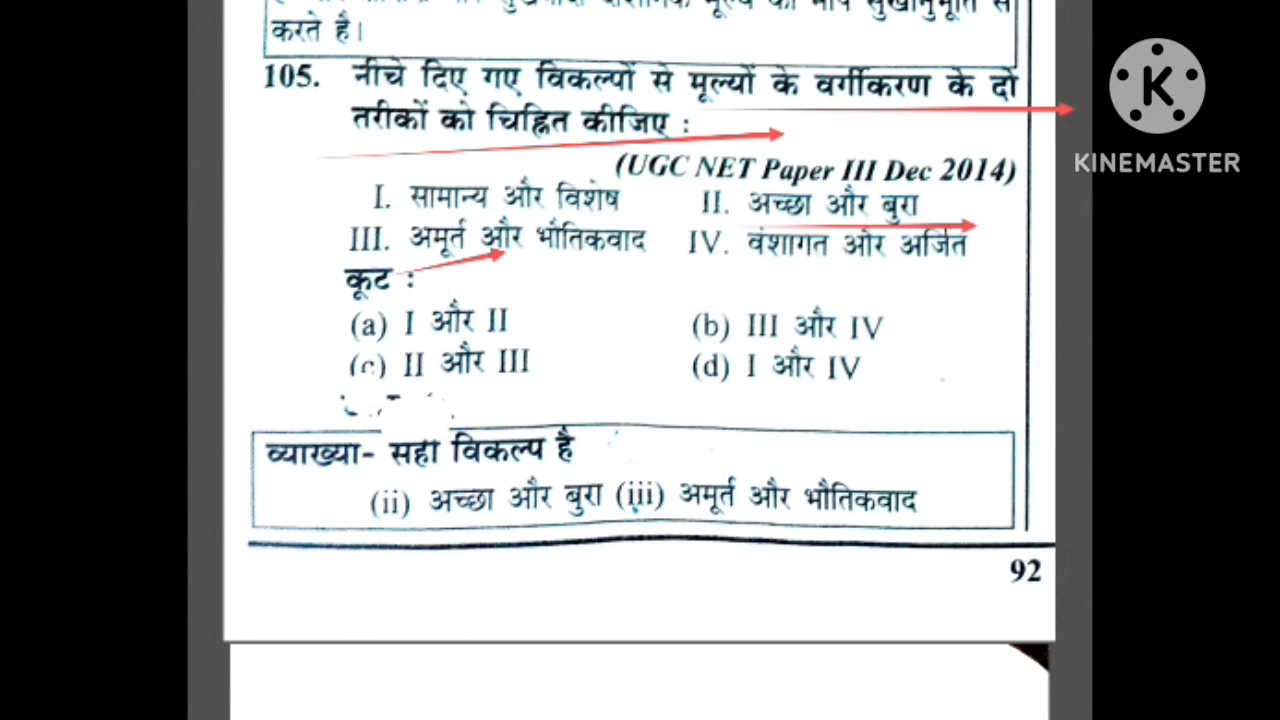 करते है।
105. नीचे दिए गए विकल्पों से मूल्यों के वर्गीकरण के दो
तरीकों को चिह्नित कीजिए :
(UGC NET Paper III Dec 2014)
I. सामान्य और विशेष II. अच्छा और बुरा
III. अमूर्त और भौतिकवाद IV. वंशागत ओर अर्जित
कूट :
(a) I और II (b) III और IV
(c) II और III (d) I और IV
व्याख्या- सहा विकल्प है
(ii) अच्छा और बुरा (iii) अमूर्त और भौतिकवाद
92
K
KINEMASTER